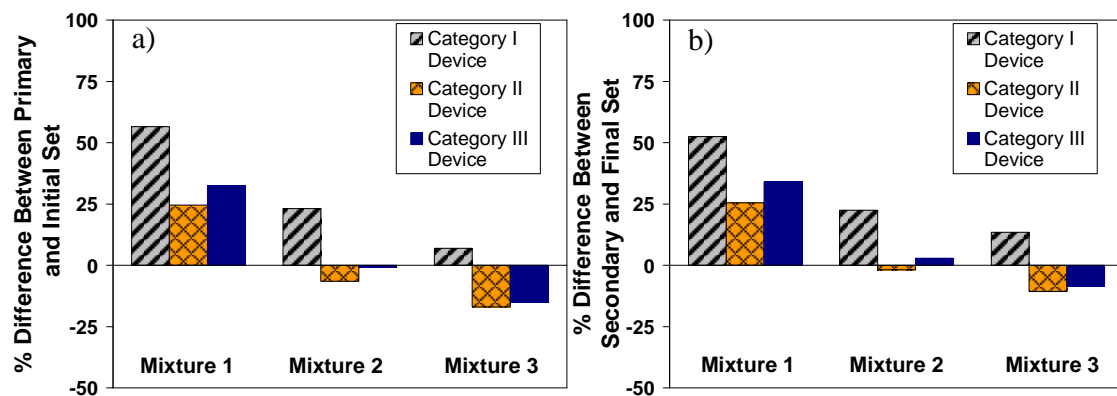 % Difference Between Primary
and Initial Set
100
75
50
25
0
-25
-50
a)
Category I
Device
Category II
Device
Category III
Device
Mixture 1
Mixture 2
Mixture 3
% Difference Between
Secondary and Final Set
100
75
50
25
0
-25
-50
b)
Category I
Device
Category II
Device
Category III
Device
Mixture 1
Mixture 2
Mixture 3